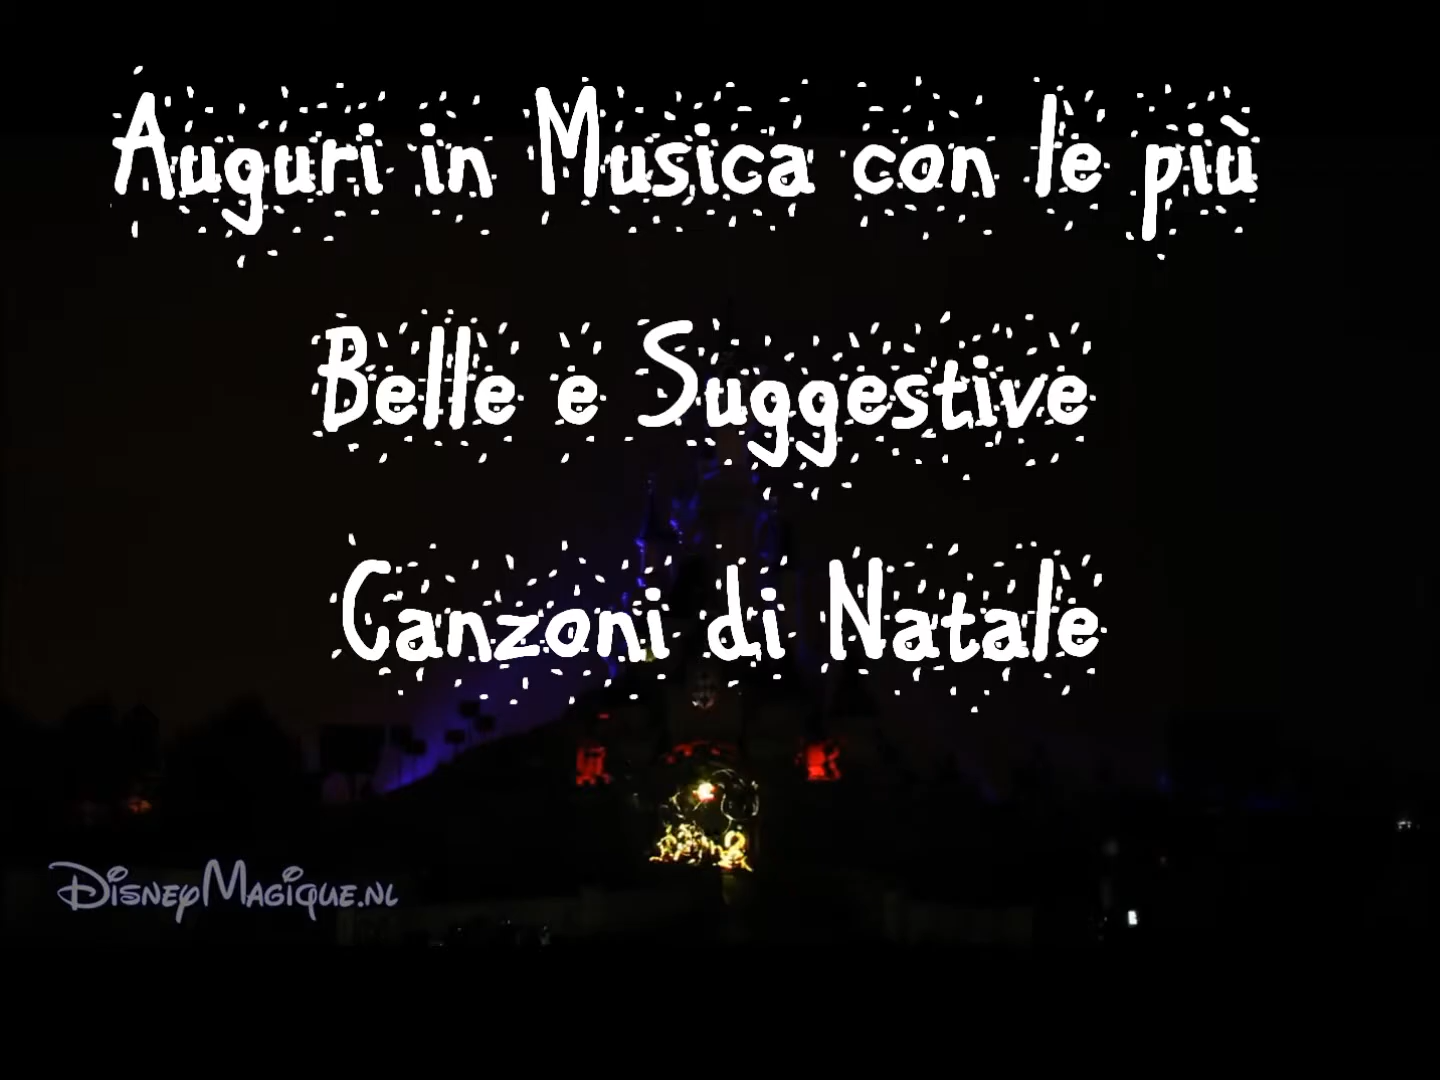 Auguri in Musica con le più
Belle e Suggestive
Canzoni di Natale
DisneyMagique.nl